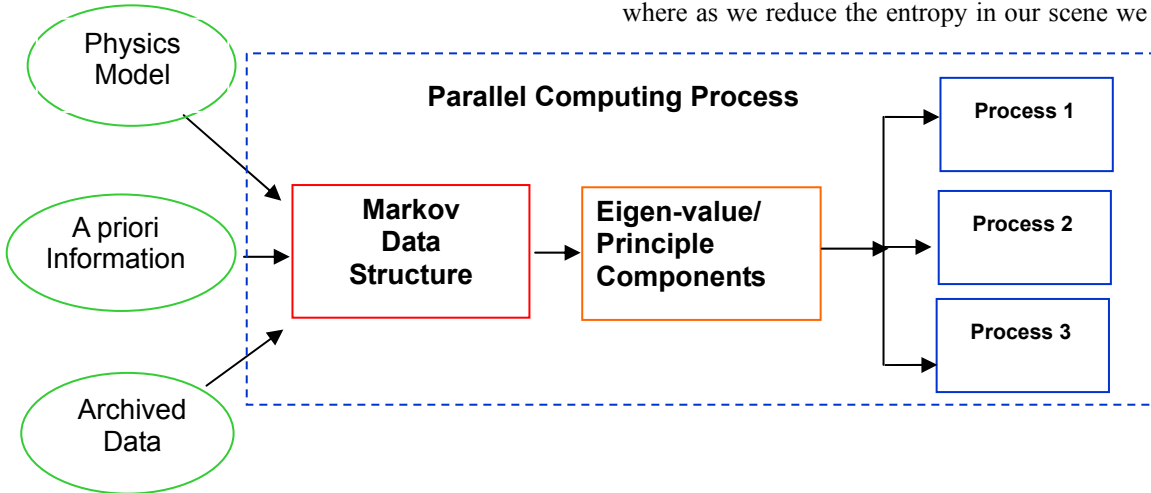 where as we reduce the entropy in our scene we
Physics
Model
Parallel Computing Process
Process 1
Markov
Data
Structure
Eigen-value/
Principle
Components
A priori
Information
Process 2
Process 3
Archived
Data